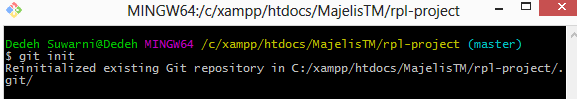 MINGW64:/c/xampp/htdocs/MajelisTM/rpl-project
Dedeh Suwarni@Dedeh MINGW64 /c/xampp/htdocs/MajelisTM/rpl-project (master)
$ git init
Reinitialized existing Git repository in C:/xampp/htdocs/MajelisTM/rpl-project/.
git/